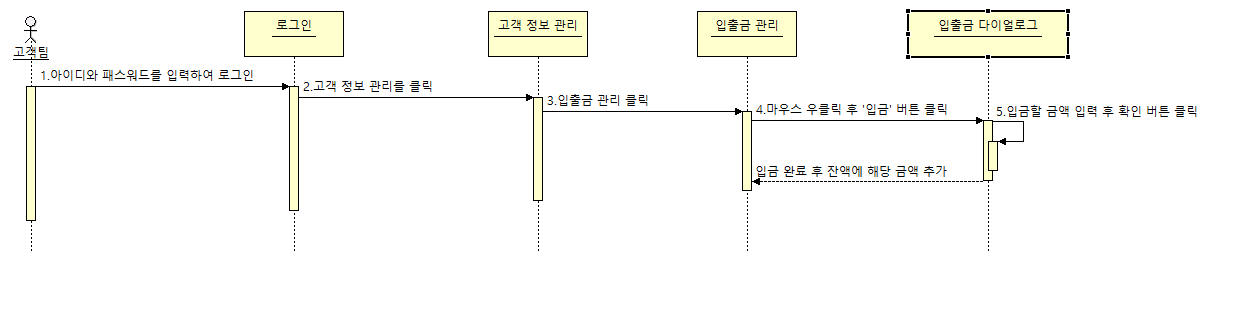 고객팀
로그인
고객 정보 관리
입출금 관리
입출금 다이얼로그
1.아이디와 패스워드를 입력하여 로그인
2.고객 정보 관리를 클릭
3.입출금 관리 클릭
4.마우스 우클릭 후 '입금' 버튼 클릭
5.입금할 금액 입력 후 확인 버튼 클릭
입금 완료 후 잔액에 해당 금액 추가